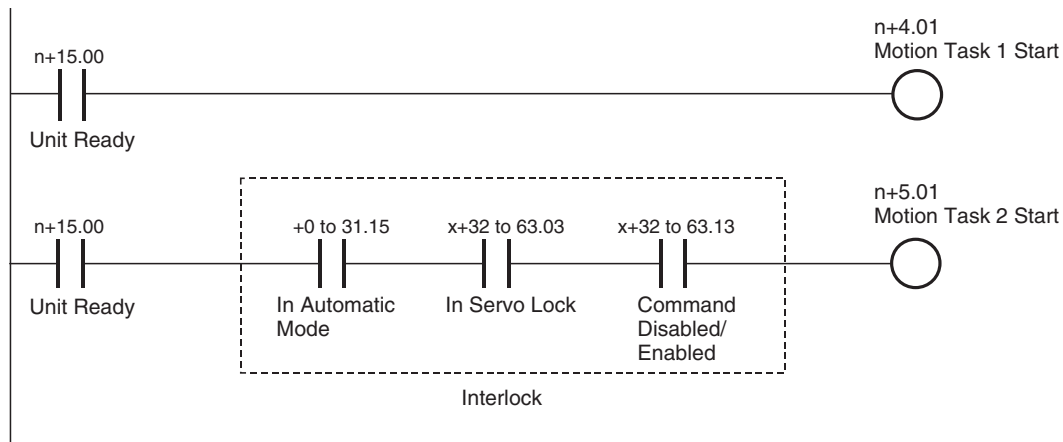 n+15.00
Unit Ready
n+4.01
Motion Task 1 Start
n+15.00
Unit Ready
+0 to 31.15
In Automatic
Mode
x+32 to 63.03
In Servo Lock
x+32 to 63.13
Command
Disabled/
Enabled
Interlock
n+5.01
Motion Task 2 Start